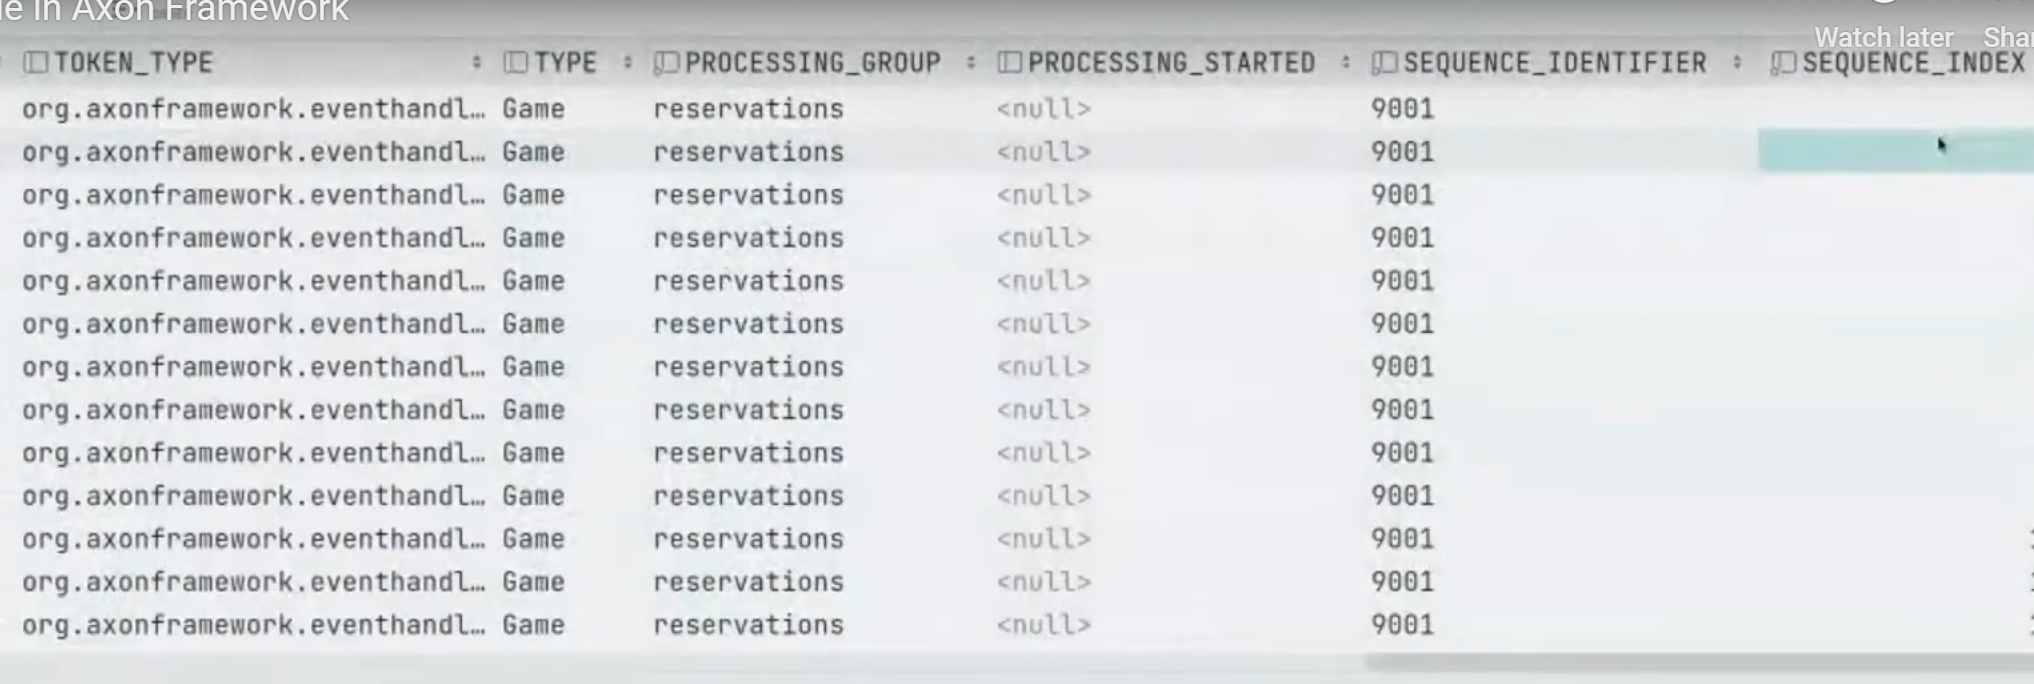 e in Axon Framework
Watch later Shar
TOKEN_TYPE TYPE PROCESSING_GROUP PROCESSING_STARTED SEQUENCE_IDENTIFIER SEQUENCE_INDEX
org.axonframework.eventhandl… Game reservations <null> 9001
org.axonframework.eventhandl… Game reservations <null> 9001
org.axonframework.eventhandl… Game reservations <null> 9001
org.axonframework.eventhandl… Game reservations <null> 9001
org.axonframework.eventhandl… Game reservations <null> 9001
org.axonframework.eventhandl… Game reservations <null> 9001
org.axonframework.eventhandl… Game reservations <null> 9001
org.axonframework.eventhandl… Game reservations <null> 9001
org.axonframework.eventhandl… Game reservations <null> 9001
org.axonframework.eventhandl… Game reservations <null> 9001
org.axonframework.eventhandl… Game reservations <null> 9001
org.axonframework.eventhandl… Game reservations <null> 9001
org.axonframework.eventhandl… Game reservations <null> 9001